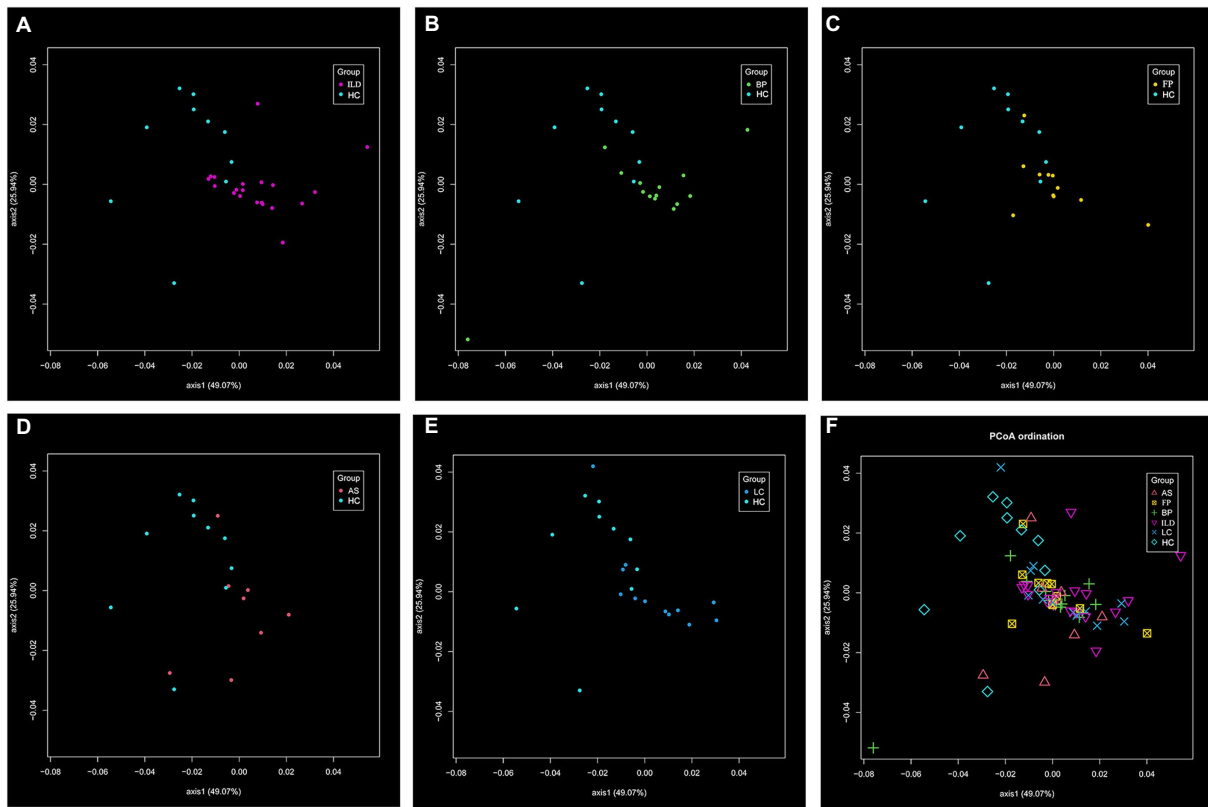 A
Group
ILD
HC
axis2 (25.94%)
0.04
0.02
0.00
−0.02
−0.04
−0.08
−0.06
−0.04
−0.02
0.00
0.02
0.04
axis1 (49.07%)
B
Group
BP
HC
axis2 (25.94%)
0.04
0.02
0.00
−0.02
−0.04
−0.08
−0.06
−0.04
−0.02
0.00
0.02
0.04
axis1 (49.07%)
C
Group
FP
HC
axis2 (25.94%)
0.04
0.02
0.00
−0.02
−0.04
−0.08
−0.06
−0.04
−0.02
0.00
0.02
0.04
axis1 (49.07%)
D
Group
AS
HC
axis2 (25.94%)
0.04
0.02
0.00
−0.02
−0.04
−0.08
−0.06
−0.04
−0.02
0.00
0.02
0.04
axis1 (49.07%)
E
Group
LC
HC
axis2 (25.94%)
0.04
0.02
0.00
−0.02
−0.04
−0.08
−0.06
−0.04
−0.02
0.00
0.02
0.04
axis1 (49.07%)
F
PCoA ordination
Group
AS
FP
BP
ILD
LC
HC
axis2 (25.94%)
0.04
0.02
0.00
−0.02
−0.04
−0.08
−0.06
−0.04
−0.02
0.00
0.02
0.04
axis1 (49.07%)